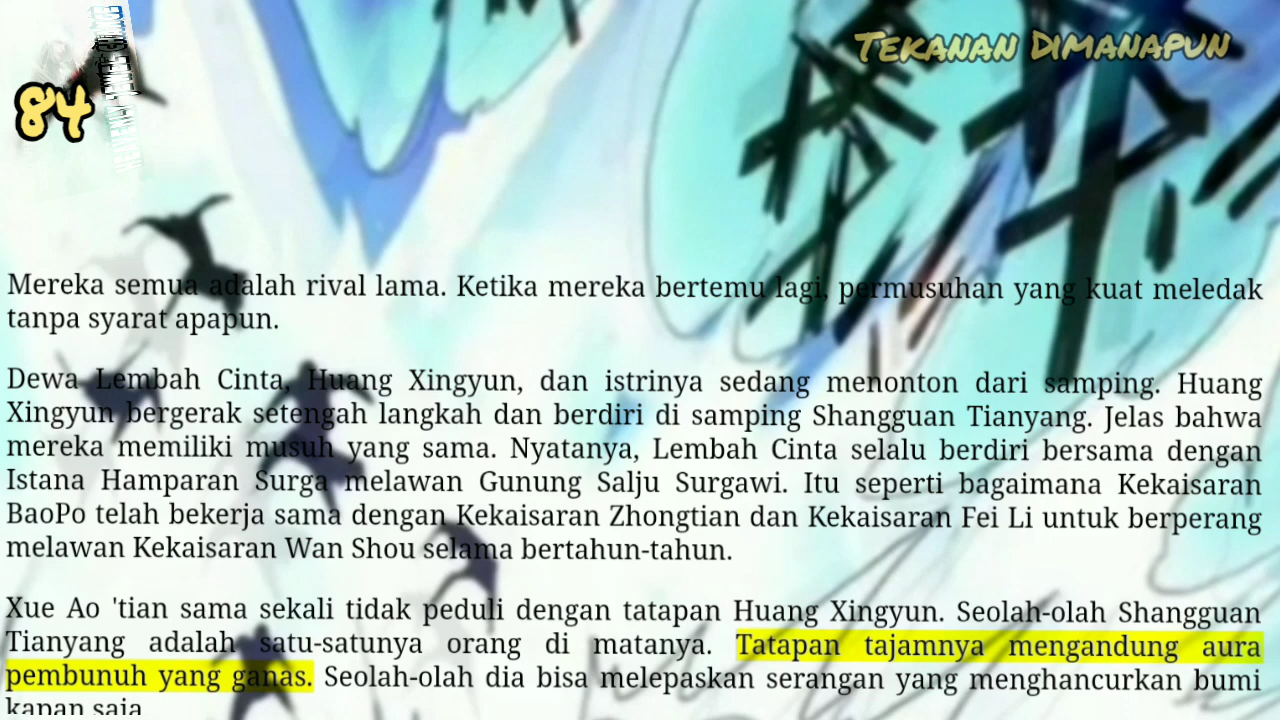 Tekanan Dimanapun
84
Mereka semua adalah rival lama. Ketika mereka bertemu lagi, permusuhan yang kuat meledak
tanpa syarat apapun.
Dewa Lembah Cinta, Huang Xingyun, dan istrinya sedang menonton dari samping. Huang
Xingyun bergerak setengah langkah dan berdiri di samping Shangguan Tianyang. Jelas bahwa
mereka memiliki musuh yang sama. Nyatanya, Lembah Cinta selalu berdiri bersama dengan
Istana Hamparan Surga melawan Gunung Salju Surgawi. Itu seperti bagaimana Kekaisaran
BaoPo telah bekerja sama dengan Kekaisaran Zhongtian dan Kekaisaran Fei Li untuk berperang
melawan Kekaisaran Wan Shou selama bertahun-tahun.
Xue Ao 'tian sama sekali tidak peduli dengan tatapan Huang Xingyun. Seolah-olah Shangguan
Tianyang adalah satu-satunya orang di matanya. Tatapan tajamnya mengandung aura
pembunuh yang ganas. Seolah-olah dia bisa melepaskan serangan yang menghancurkan bumi
kapan saja.